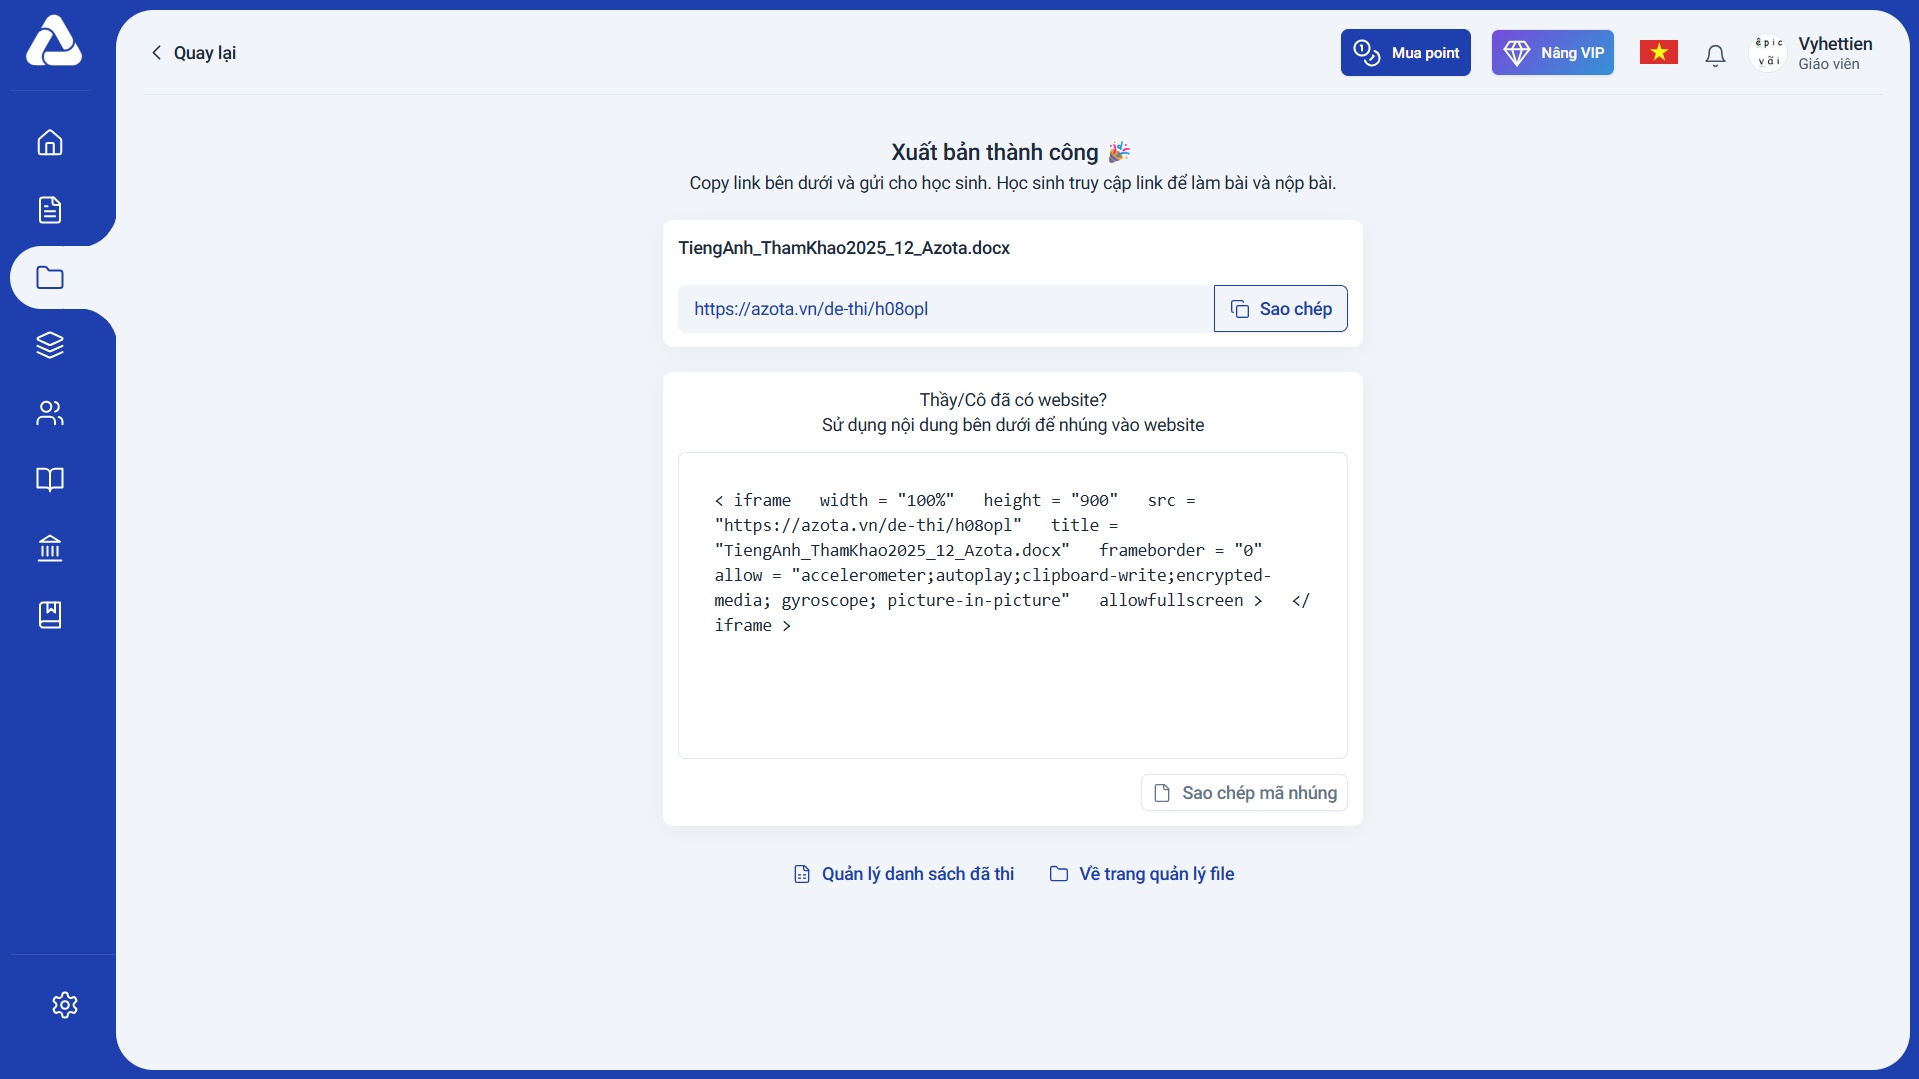 Quay lại
Mua point
Nâng VIP
êpic
vãi
Vyhettien
Giáo viên
Xuất bản thành công 🎉
Copy link bên dưới và gửi cho học sinh. Học sinh truy cập link để làm bài và nộp bài.
TiengAnh_ThamKhao2025_12_Azota.docx
https://azota.vn/de-thi/h08opl
Sao chép
Thầy/Cô đã có website?
Sử dụng nội dung bên dưới để nhúng vào website
< iframe   width = "100%"   height = "900"   src =
"https://azota.vn/de-thi/h08opl"   title =
"TiengAnh_ThamKhao2025_12_Azota.docx"   frameborder = "0"
allow = "accelerometer;autoplay;clipboard-write;encrypted-
media; gyroscope; picture-in-picture"   allowfullscreen >   </
iframe >
Sao chép mã nhúng
Quản lý danh sách đã thi
Về trang quản lý file